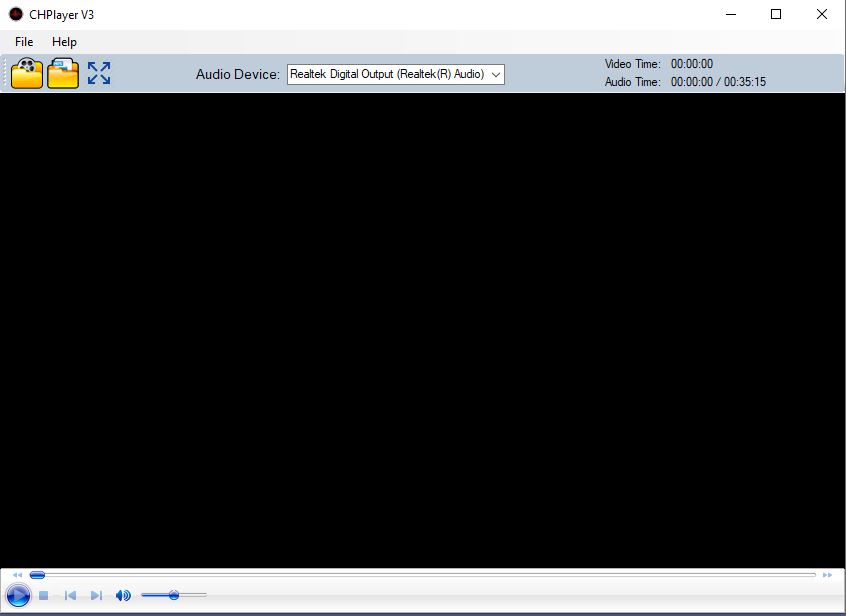 CHPlayer V3
File Help
Audio Device: Realtek Digital Output (Realtek(R) Audio)
Video Time: 00:00:00
Audio Time: 00:00:00 / 00:35:15